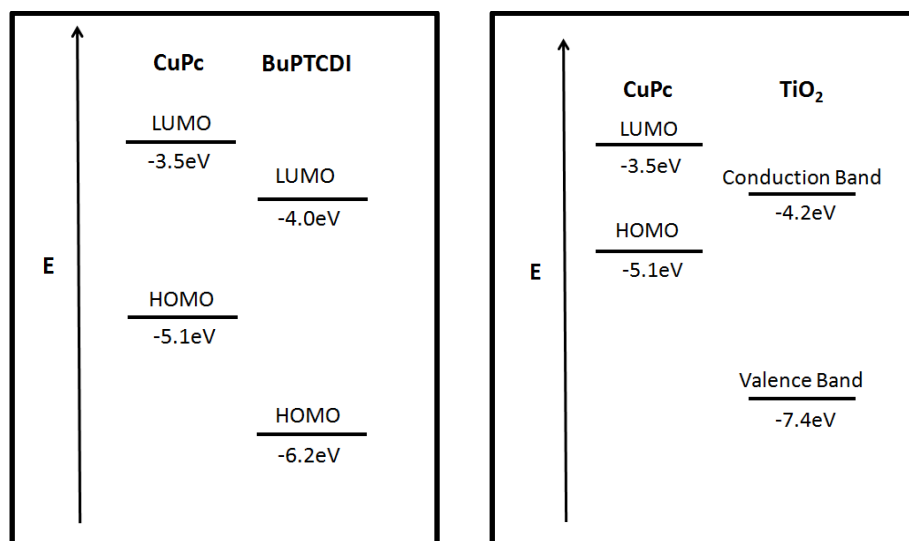 CuPc BuPTCDI
LUMO
-3.5eV
LUMO
-4.0eV
E
HOMO
-5.1eV
HOMO
-6.2eV
CuPc TiO₂
LUMO
-3.5eV
Conduction Band
-4.2eV
HOMO
-5.1eV
E
Valence Band
-7.4eV